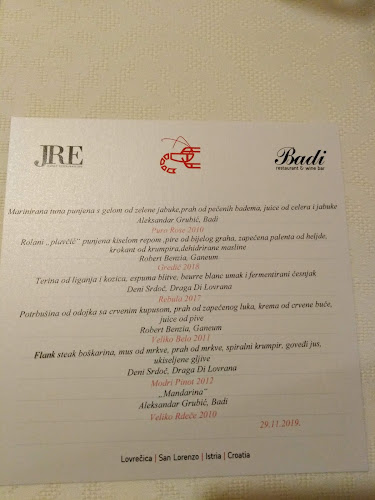 JRE
Badi
restaurant & wine bar
Marinirana tuna punjena s gelom od zelene jabuke,prah od pečenih badema, juice od celera i jabuke
Aleksandar Grubić, Badi
Puro Rose 2010
Rolani „plavčić" punjena kiselom repom ,pire od bijelog graha, zapečena palenta od heljde,
krokant od krumpira,dehidrirane masline
Robert Benzia, Ganeum
Gredič 2016
Terina od liganja i kozica, espuma blitve, beurre blanc umak i fermentirani češnjak
Deni Srdoč, Draga Di Lovrana
Rebula 2017
Potrbušina od odojka sa crvenim kupusom, prah od zapečenog luka, krema od crvene buče,
juice od pive
Robert Benzia, Ganeum
Veliko Bela 2011
Flank steak boškarina, mus od mrkve, prah od mrkve, spiralni krumpir, goveđi jus,
ukiseljene gljive
Deni Srdoč, Draga Di Lovrana
Modri Pinot 2012
„Mandarina"
Aleksandar Grubić, Badi
Veliko Rdeče 2010
29.11.2019.
Lovrečica | San Lorenzo | Istria | Croatia